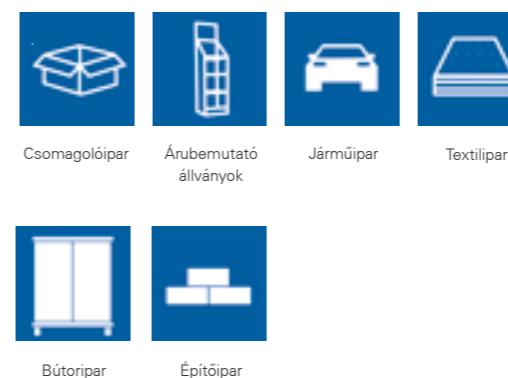 Csomagolóipar
Árubemutató
állványok
Járműipar
Textilipar
Bútoripar
Építőipar